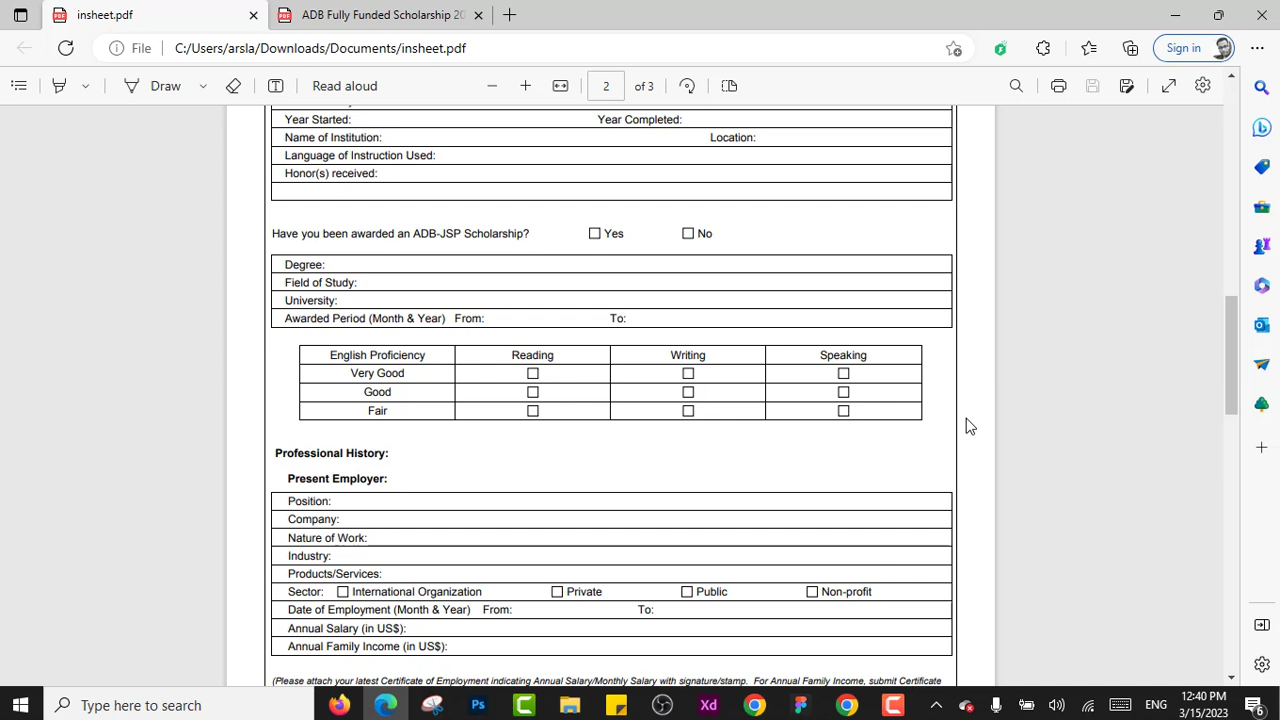 insheet.pdf
ADB Fully Funded Scholarship 20
File C:/Users/arsla/Downloads/Documents/insheet.pdf
Sign in
Draw
Read aloud
2 of 3
Year Started: Year Completed:
Name of Institution: Location:
Language of Instruction Used:
Honor(s) received:
Have you been awarded an ADB-JSP Scholarship? Yes No
Degree:
Field of Study:
University:
Awarded Period (Month & Year) From: To:
English Proficiency Reading Writing Speaking
Very Good
Good
Fair
Professional History:
Present Employer:
Position:
Company:
Nature of Work:
Industry:
Products/Services:
Sector: International Organization Private Public Non-profit
Date of Employment (Month & Year) From: To:
Annual Salary (in US$):
Annual Family Income (in US$):
(Please attach your latest Certificate of Employment indicating Annual Salary/Monthly Salary with signature/stamp. For Annual Family Income, submit Certificate
Type here to search
Ps
Xd
ENG
12:40 PM
3/15/2023
6